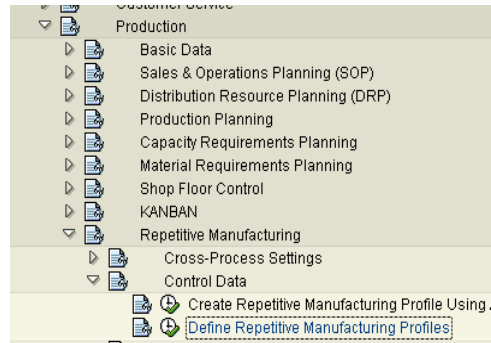 Customer Service
Production
Basic Data
Sales & Operations Planning (SOP)
Distribution Resource Planning (DRP)
Production Planning
Capacity Requirements Planning
Material Requirements Planning
Shop Floor Control
KANBAN
Repetitive Manufacturing
Cross-Process Settings
Control Data
Create Repetitive Manufacturing Profile Using
Define Repetitive Manufacturing Profiles